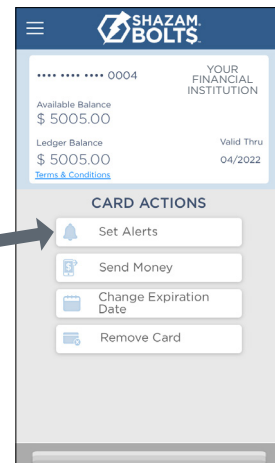 SHAZAM.
BOLT$.
•••• •••• •••• 0004
YOUR
FINANCIAL
INSTITUTION
Available Balance
$ 5005.00
Ledger Balance
Valid Thru
$ 5005.00
04/2022
Terms & Conditions
CARD ACTIONS
Set Alerts
Send Money
Change Expiration
Date
Remove Card